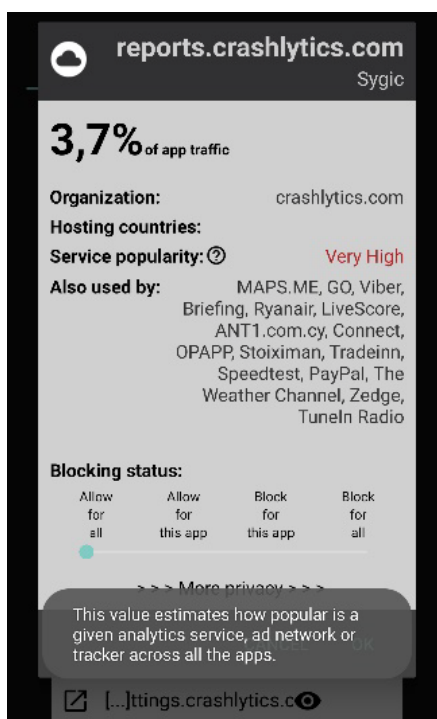 reports.crashlytics.com
Sygic
3,7% of app traffic
Organization: crashlytics.com
Hosting countries:
Service popularity: Very High
Also used by: MAPS.ME, GO, Viber,
Briefing, Ryanair, LiveScore,
ANT1.com.cy, Connect,
OPAPP, Stoiximan, Tradeinn,
Speedtest, PayPal, The
Weather Channel, Zedge,
TuneIn Radio
Blocking status:
Allow for all
Allow for this app
Block for this app
Block for all
> > > More privacy > > >
This value estimates how popular is a
given analytics service, ad network or
tracker across all the apps.
CANCEL OK
[...]ttings.crashlytics.c